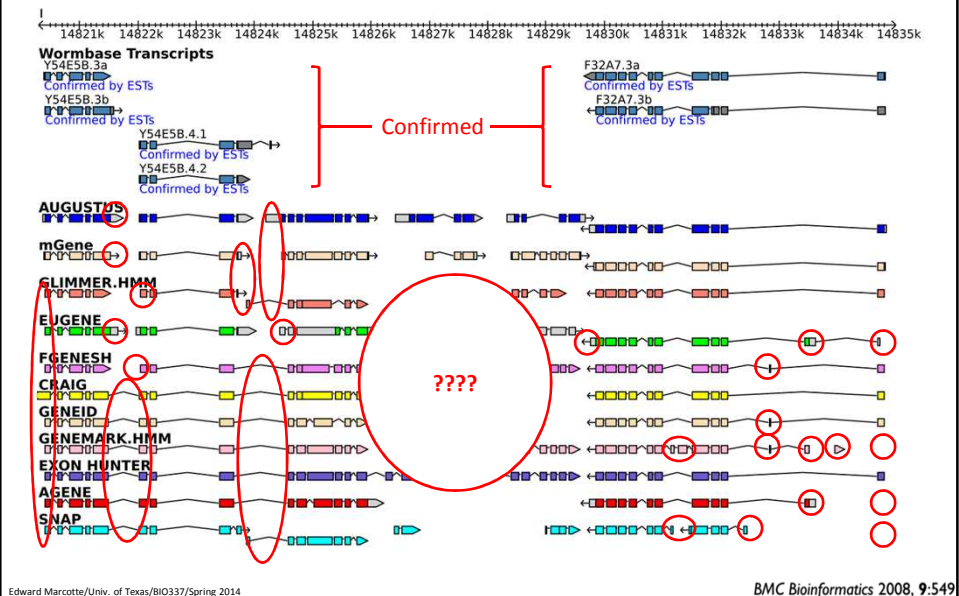 14821k 14822k 14823k 14824k 14825k 14826k 14827k 14828k 14829k 14830k 14831k 14832k 14833k 14834k 14835k
Wormbase Transcripts
Y54E5B.3a
Confirmed by ESTs
Y54E5B.3b
Confirmed by ESTs
Y54E5B.4.1
Confirmed by ESTs
Y54E5B.4.2
Confirmed by ESTs
Confirmed
F32A7.3a
Confirmed by ESTs
F32A7.3b
Confirmed by ESTs
AUGUSTUS
mGene
GLIMMER.HMM
EUGENE
FGENESH
CRAIG
GENEID
GENEMARK.HMM
EXON HUNTER
AGENE
SNAP
????
Edward Marcotte/Univ. of Texas/BIO337/Spring 2014
BMC Bioinformatics 2008, 9:549